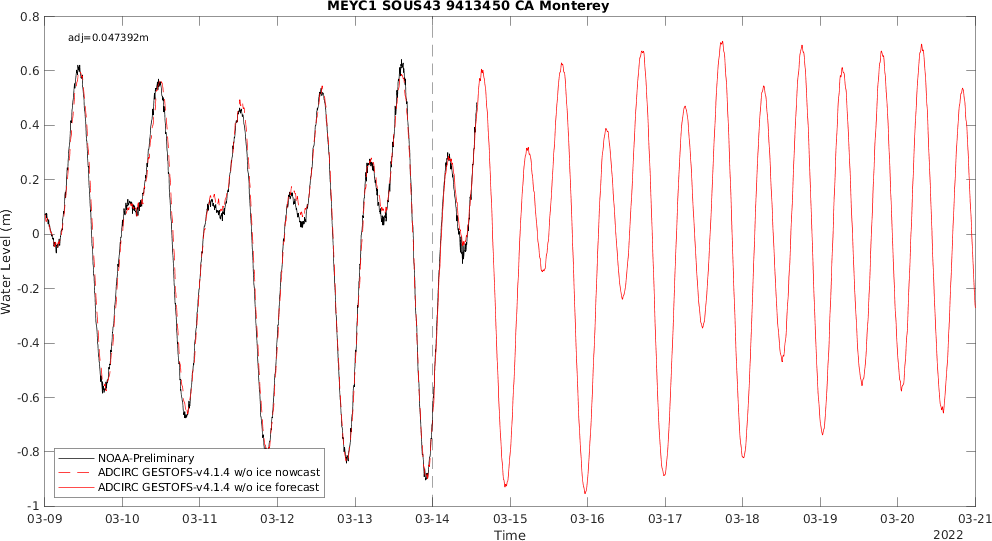 MEYC1 SOUS43 9413450 CA Monterey
adj=0.047392m
0.8
0.6
0.4
0.2
0
-0.2
-0.4
-0.6
-0.8
-1
Water Level (m)
NOAA-Preliminary
ADCIRC GESTOFS-v4.1.4 w/o ice nowcast
ADCIRC GESTOFS-v4.1.4 w/o ice forecast
03-09 03-10 03-11 03-12 03-13 03-14 03-15 03-16 03-17 03-18 03-19 03-20 03-21
Time
2022